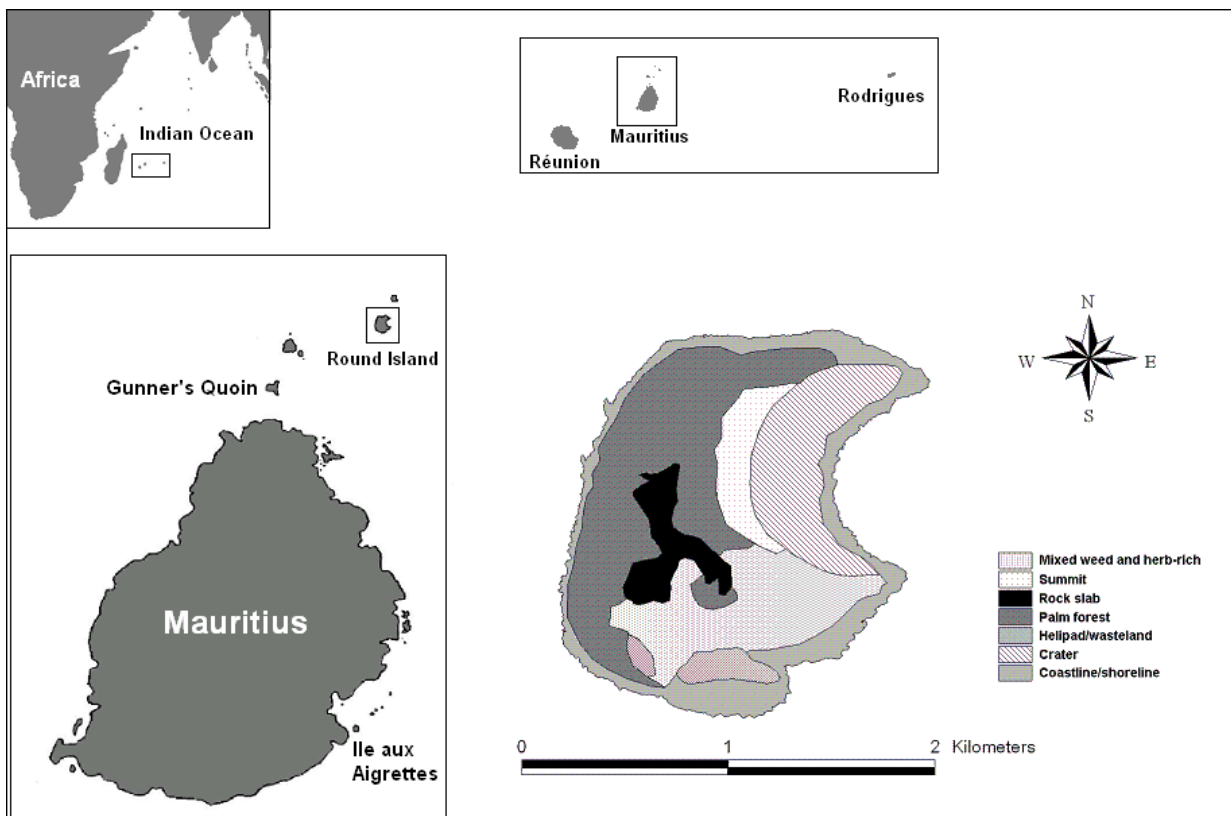 Africa
Indian Ocean
Réunion
Mauritius
Rodrigues
Round Island
Gunner's Quoin
Mauritius
Ile aux
Aigrettes
N
W E
S
Mixed weed and herb-rich
Summit
Rock slab
Palm forest
Helipad/wasteland
Crater
Coastline/shoreline
0 1 2 Kilometers